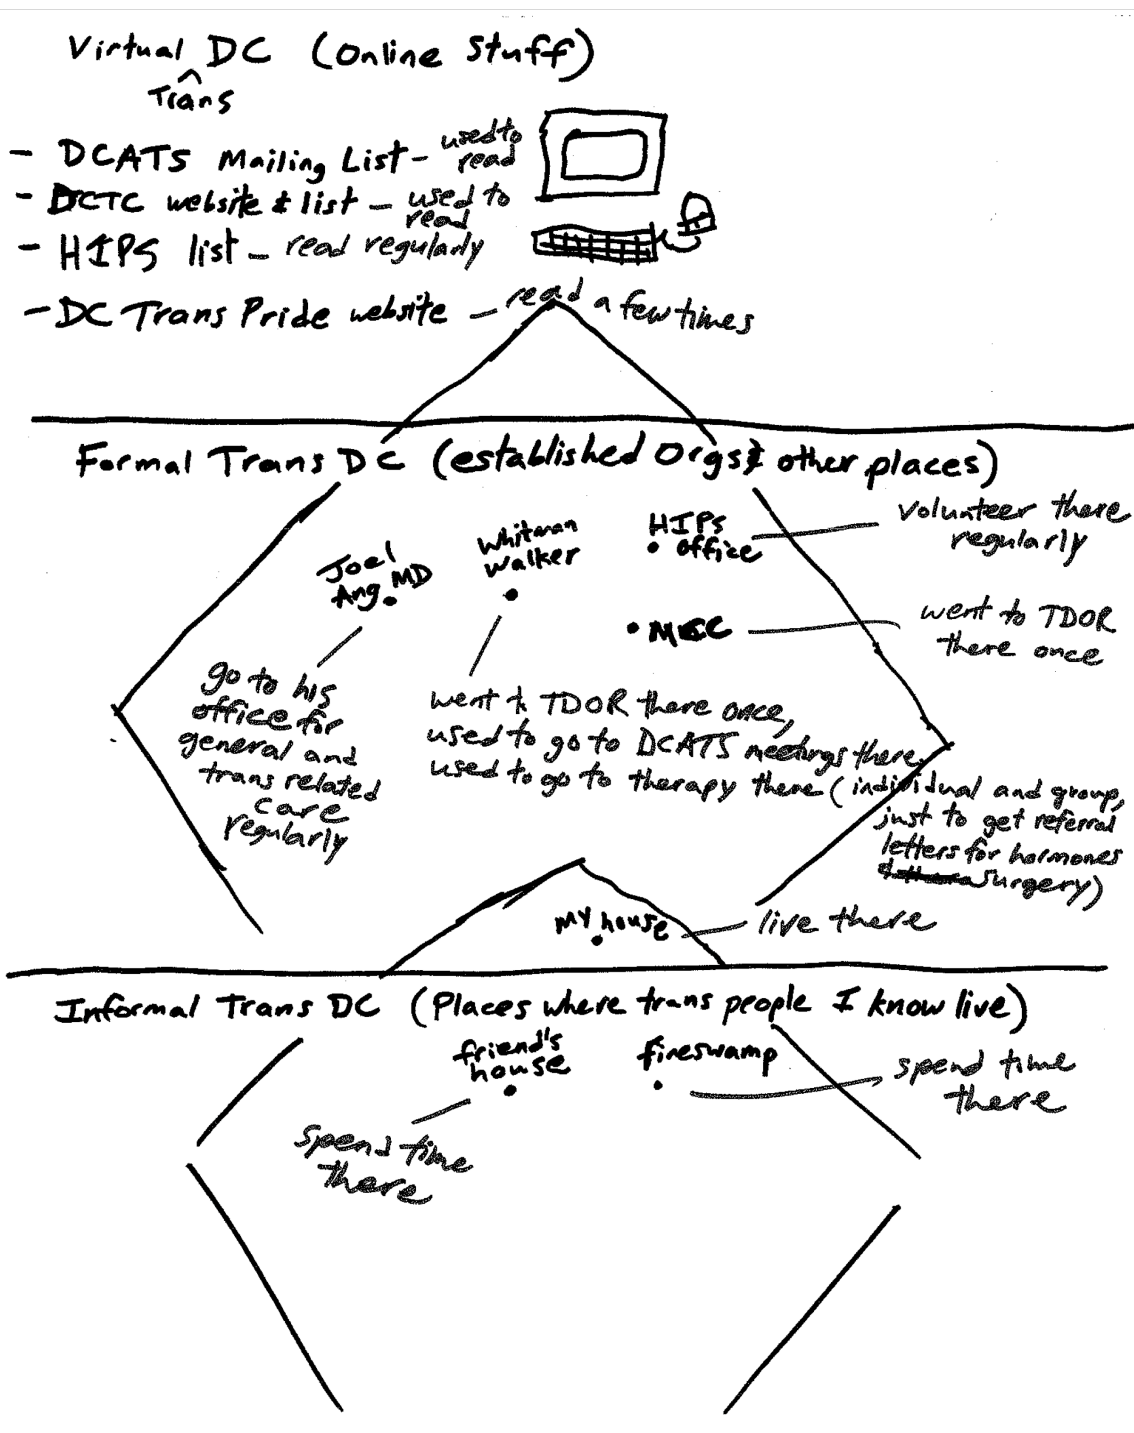 Virtual DC (Online Stuff)
^
Trans
- DCATS Mailing List - used to
read
- DCTC website & list - used to
read
- HIPS list - read regularly
- DC Trans Pride website - read a few times
Formal Trans DC (established Orgs & other places)
Joel
Ang, MD
go to his
office for
general and
trans related
care
regularly
Whitman
Walker
went to TDOR there once,
used to go to DCATS meetings there,
used to go to therapy there (individual and group,
just to get referral
letters for hormones
& surgery)
HIPS
office
volunteer there
regularly
went to TDOR
there once
My house
live there
Informal Trans DC (Places where trans people I know live)
friend's
house
spend time
there
fireswamp
spend time
there